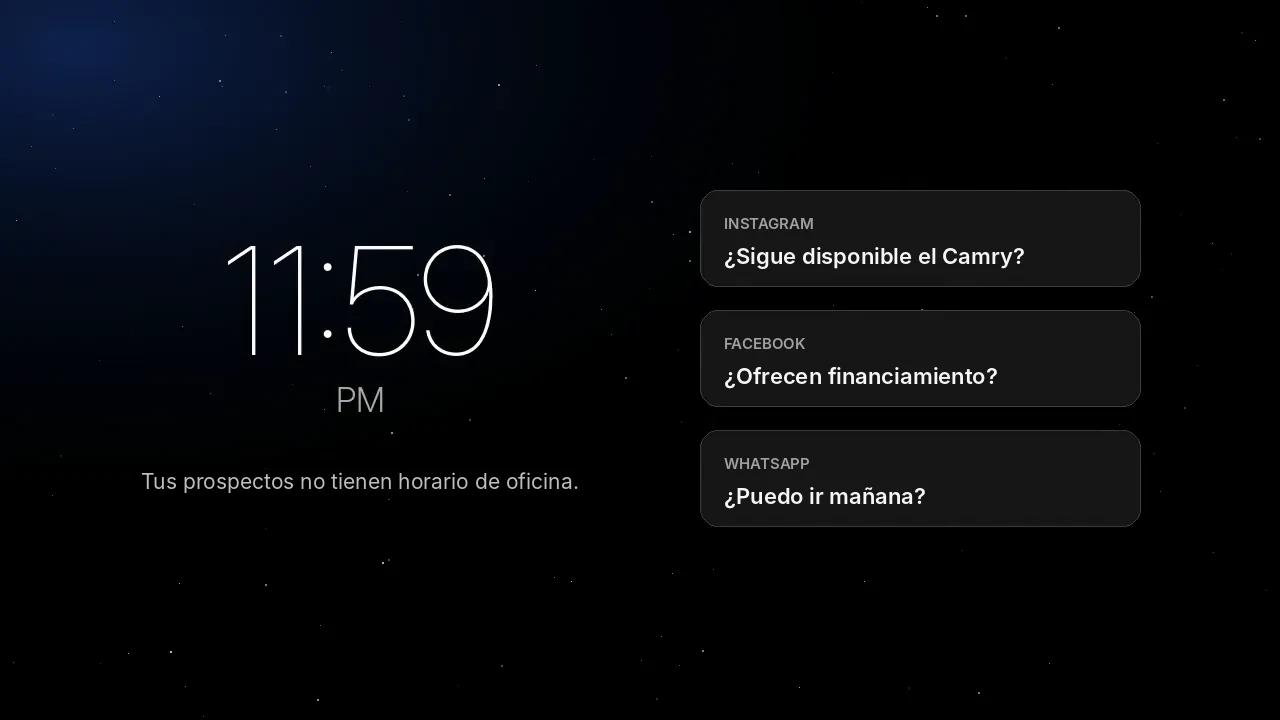 11:59
PM
Tus prospectos no tienen horario de oficina.
INSTAGRAM
¿Sigue disponible el Camry?
FACEBOOK
¿Ofrecen financiamiento?
WHATSAPP
¿Puedo ir mañana?